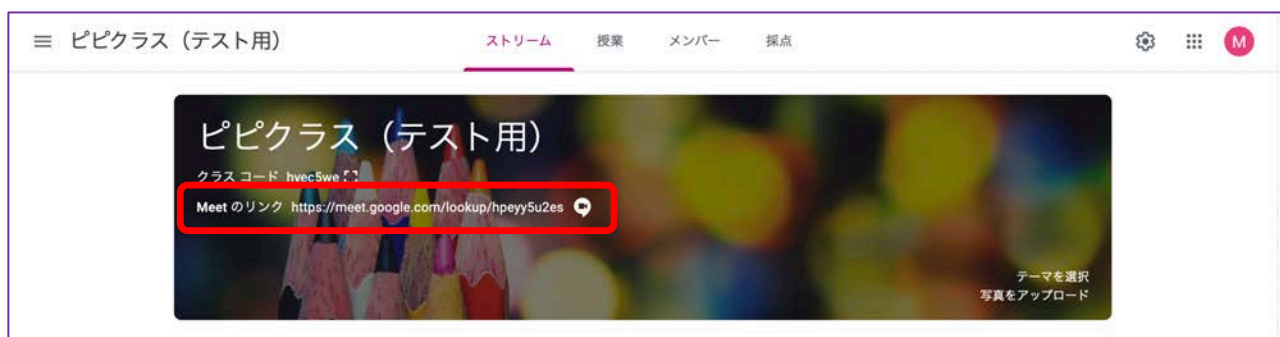 ピピクラス（テスト用）
ストリーム 授業 メンバー 採点
M
ピピクラス（テスト用）
クラス コード hvec5we
Meet のリンク https://meet.google.com/lookup/hpeyy5u2es
テーマを選択
写真をアップロード